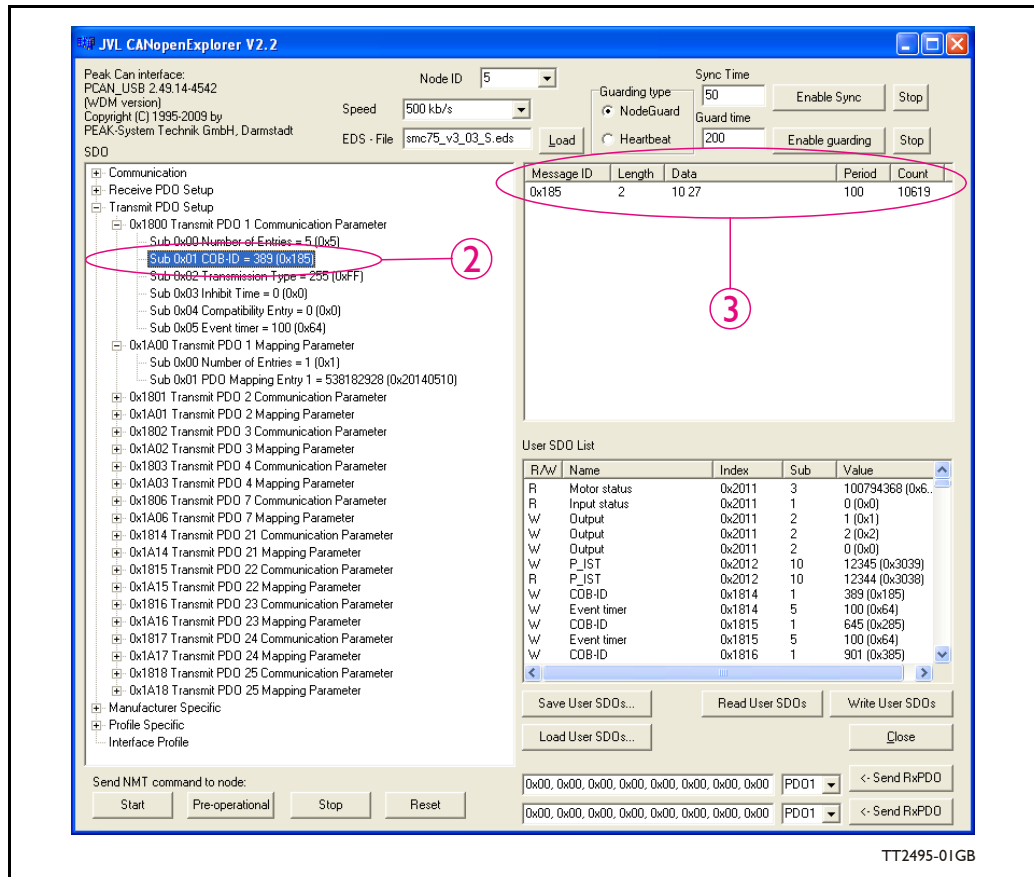 JVL CANopenExplorer V2.2
Peak Can interface:
PCAN_USB 2.49.14-4542
(WDM version)
Copyright (C) 1995-2009 by
PEAK-System Technik GmbH, Darmstadt
Node ID 5
Speed 500 kb/s
EDS - File smc75_v3_03_S.eds Load
Guarding type
NodeGuard
Heartbeat
Sync Time
50 Enable Sync Stop
Guard time
200 Enable guarding Stop
SDO
Communication
Receive PDO Setup
Transmit PDO Setup
0x1800 Transmit PDO 1 Communication Parameter
Sub 0x00 Number of Entries = 5 (0x5)
Sub 0x01 COB-ID = 389 (0x185)
Sub 0x02 Transmission Type = 255 (0xFF)
Sub 0x03 Inhibit Time = 0 (0x0)
Sub 0x04 Compatibility Entry = 0 (0x0)
Sub 0x05 Event timer = 100 (0x64)
0x1A00 Transmit PDO 1 Mapping Parameter
Sub 0x00 Number of Entries = 1 (0x1)
Sub 0x01 PDO Mapping Entry 1 = 538182928 (0x20140510)
0x1801 Transmit PDO 2 Communication Parameter
0x1A01 Transmit PDO 2 Mapping Parameter
0x1802 Transmit PDO 3 Communication Parameter
0x1A02 Transmit PDO 3 Mapping Parameter
0x1803 Transmit PDO 4 Communication Parameter
0x1A03 Transmit PDO 4 Mapping Parameter
0x1806 Transmit PDO 7 Communication Parameter
0x1A06 Transmit PDO 7 Mapping Parameter
0x1814 Transmit PDO 21 Communication Parameter
0x1A14 Transmit PDO 21 Mapping Parameter
0x1815 Transmit PDO 22 Communication Parameter
0x1A15 Transmit PDO 22 Mapping Parameter
0x1816 Transmit PDO 23 Communication Parameter
0x1A16 Transmit PDO 23 Mapping Parameter
0x1817 Transmit PDO 24 Communication Parameter
0x1A17 Transmit PDO 24 Mapping Parameter
0x1818 Transmit PDO 25 Communication Parameter
0x1A18 Transmit PDO 25 Mapping Parameter
Manufacturer Specific
Profile Specific
Interface Profile
2
Message ID Length Data Period Count
0x185 2 10 27 100 10619
3
User SDO List
R/W Name Index Sub Value
R Motor status 0x2011 3 100794368 (0x6..
R Input status 0x2011 1 0 (0x0)
W Output 0x2011 2 1 (0x1)
W Output 0x2011 2 2 (0x2)
W Output 0x2011 2 0 (0x0)
W P_IST 0x2012 10 12345 (0x3039)
R P_IST 0x2012 10 12344 (0x3038)
W COB-ID 0x1814 1 389 (0x185)
W Event timer 0x1814 5 100 (0x64)
W COB-ID 0x1815 1 645 (0x285)
W Event timer 0x1815 5 100 (0x64)
W COB-ID 0x1816 1 901 (0x385)
Save User SDOs... Read User SDOs Write User SDOs
Load User SDOs... Close
Send NMT command to node:
Start Pre-operational Stop Reset
0x00, 0x00, 0x00, 0x00, 0x00, 0x00, 0x00, 0x00 PDO1 <- Send RxPDO
0x00, 0x00, 0x00, 0x00, 0x00, 0x00, 0x00, 0x00 PDO1 <- Send RxPDO
TT2495-01GB